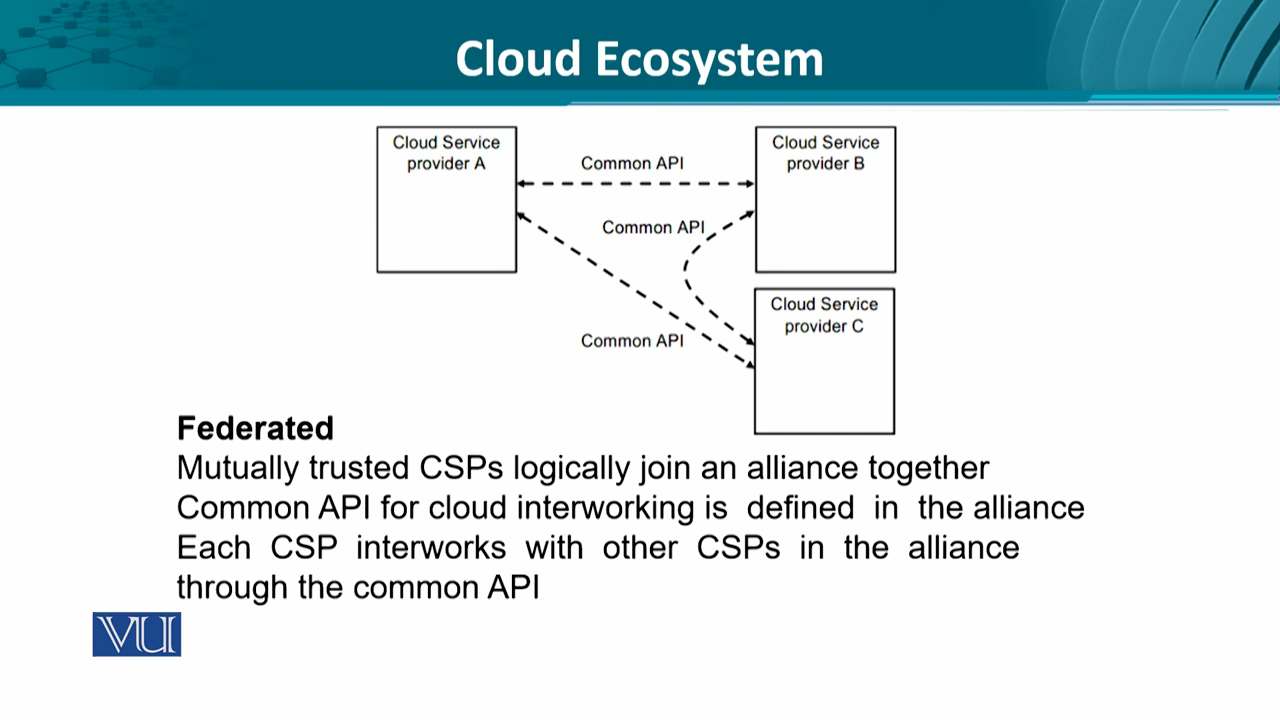 Cloud Ecosystem
Cloud Service
provider A
Common API
Cloud Service
provider B
Common API
Cloud Service
provider C
Common API
Federated
Mutually trusted CSPs logically join an alliance together
Common API for cloud interworking is defined in the alliance
Each CSP interworks with other CSPs in the alliance
through the common API
VU